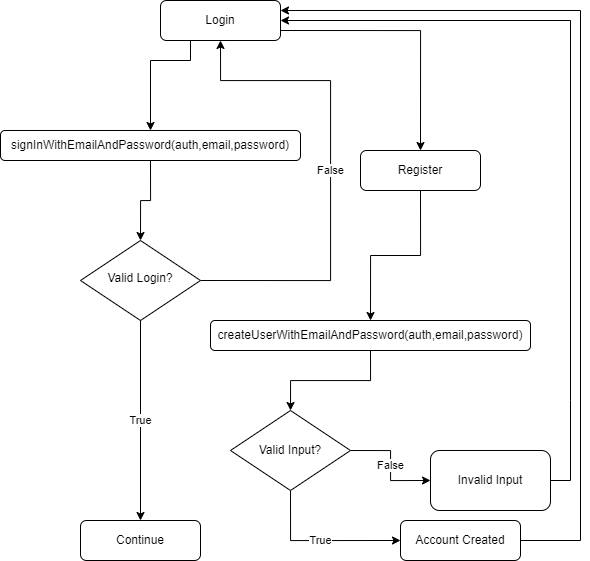 Login
signInWithEmailAndPassword(auth,email,password)
False
Register
Valid Login?
createUserWithEmailAndPassword(auth,email,password)
True
Valid Input?
False
Invalid Input
Continue
True
Account Created